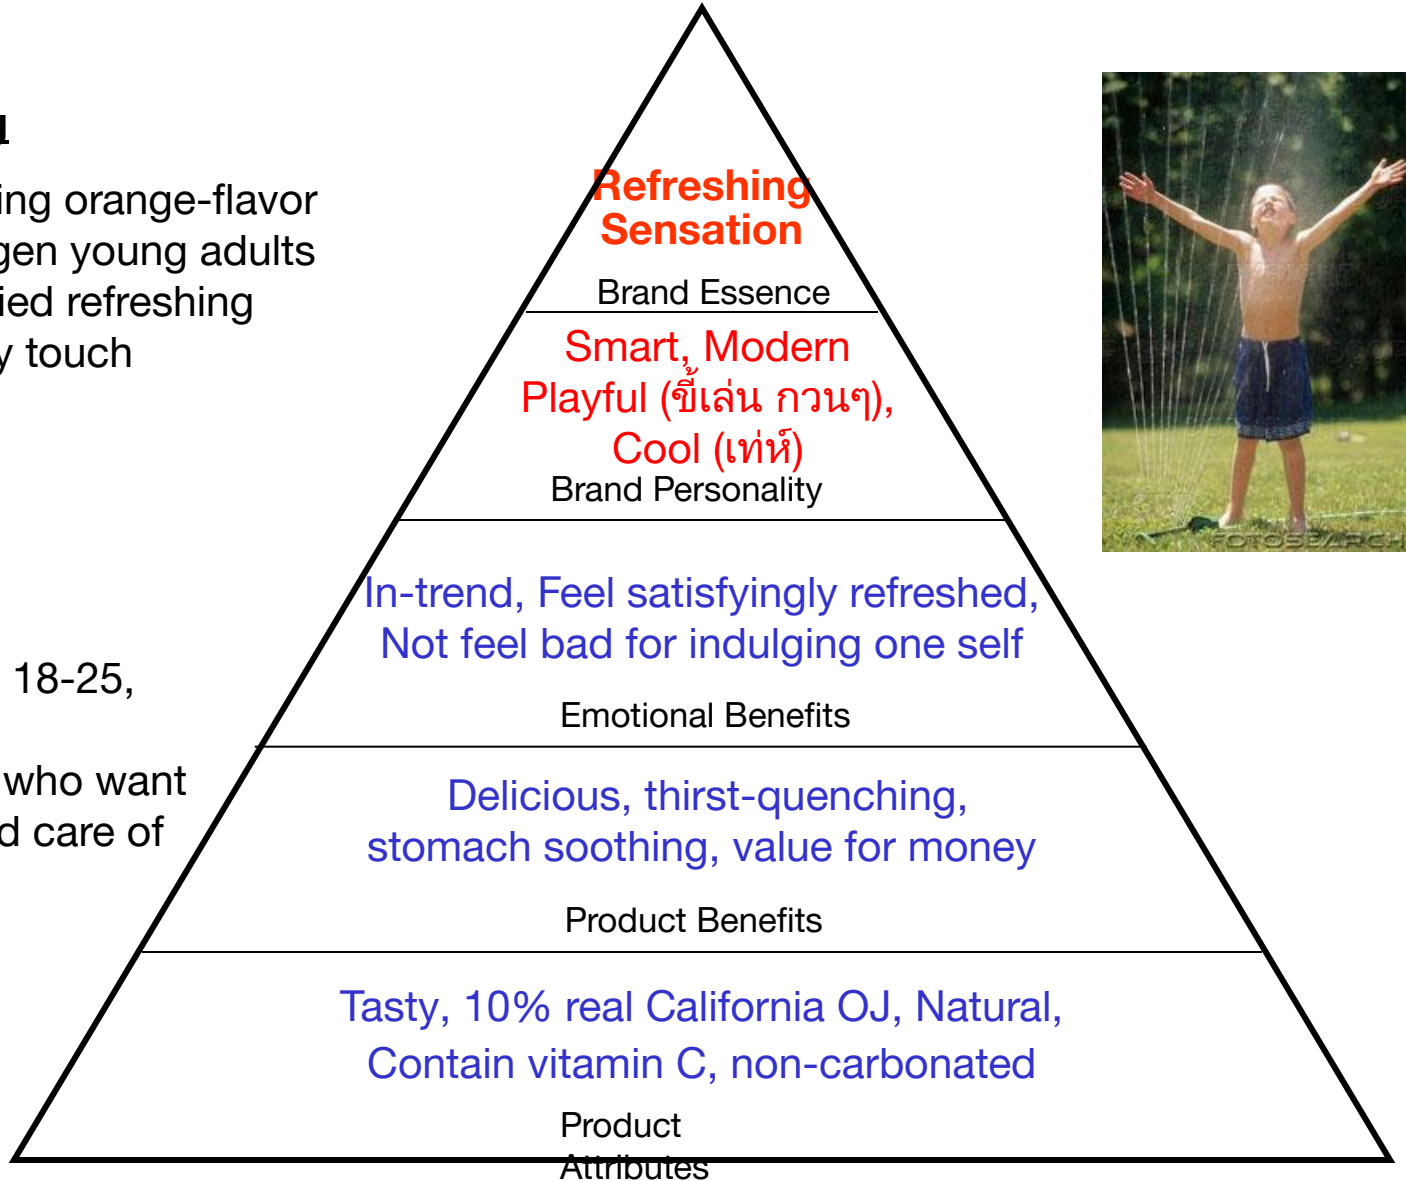 ing orange-flavor
gen young adults
ied refreshing
y touch
18-25,
who want
d care of
Refreshing
Sensation
Brand Essence
Smart, Modern
Playful (ขี้เล่น กวนๆ),
Cool (เท่ห์)
Brand Personality
In-trend, Feel satisfyingly refreshed,
Not feel bad for indulging one self
Emotional Benefits
Delicious, thirst-quenching,
stomach soothing, value for money
Product Benefits
Tasty, 10% real California OJ, Natural,
Contain vitamin C, non-carbonated
Product
Attributes
FOTOSEARCH